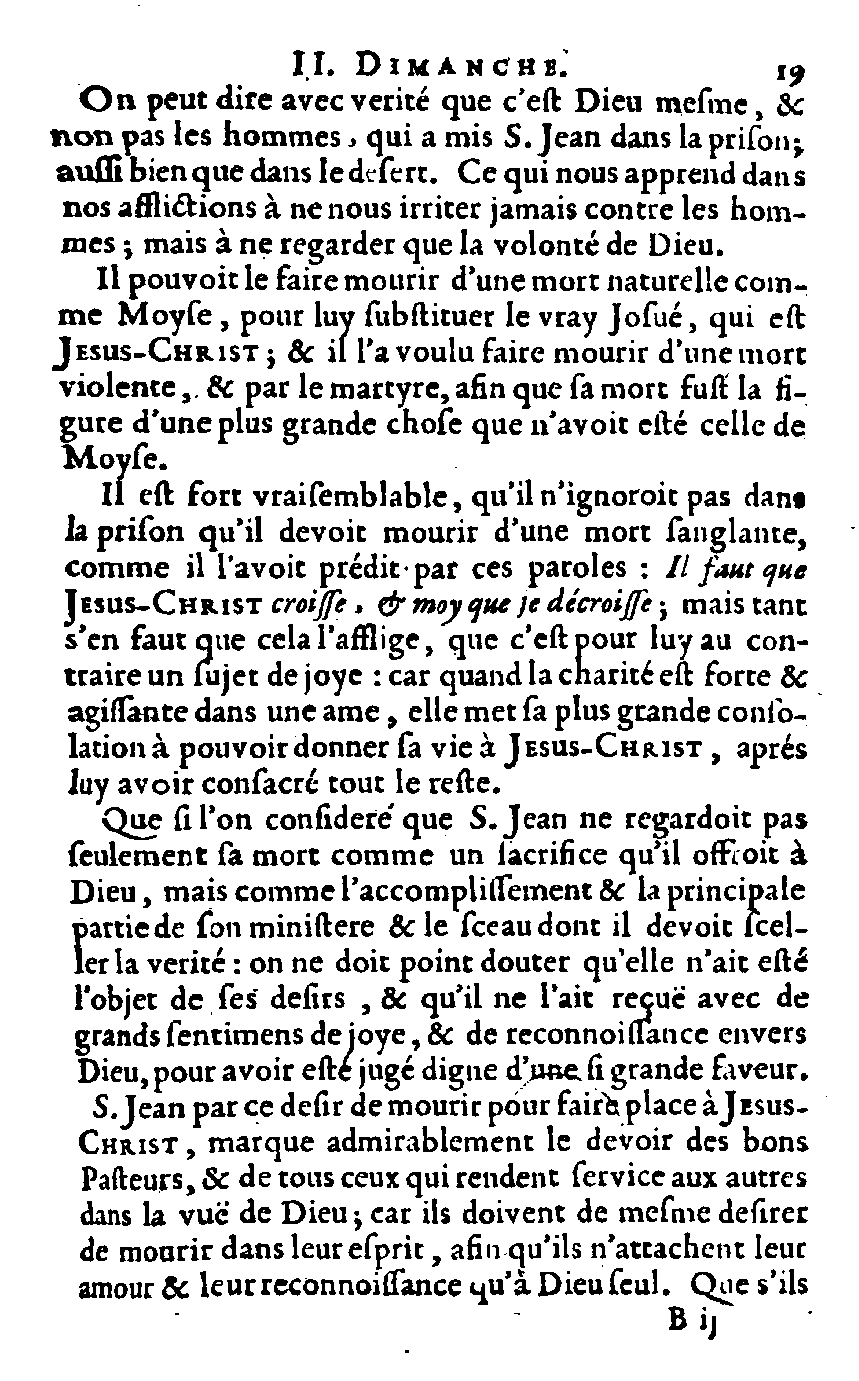 II. DIMANCHE. 19
On peut dire avec verité que c'eſt Dieu meſme, &
non pas les hommes, qui a mis S. Jean dans la priſon;
auſſi bien que dans le deſert. Ce qui nous apprend dans
nos afflictions à ne nous irriter jamais contre les hom-
mes; mais à ne regarder que la volonté de Dieu.
Il pouvoit le faire mourir d'une mort naturelle com-
me Moyſe, pour luy ſubſtituer le vray Joſué, qui eſt
JESUS-CHRIST; & il l'a voulu faire mourir d'une mort
violente, & par le martyre, afin que ſa mort fuſt la fi-
gure d'une plus grande choſe que n'avoit eſté celle de
Moyſe.
Il eſt fort vraiſemblable, qu'il n'ignoroit pas dans
la priſon qu'il devoit mourir d'une mort ſanglante,
comme il l'avoit prédit par ces paroles : Il faut que
JESUS-CHRIST croiſſe, & moy que je décroiſſe; mais tant
s'en faut que cela l'afflige, que c'eſt pour luy au con-
traire un ſujet de joye : car quand la charité eſt forte &
agiſſante dans une ame, elle met ſa plus grande conſo-
lation à pouvoir donner ſa vie à JESUS-CHRIST, aprés
luy avoir conſacré tout le reſte.
Que ſi l'on conſidere que S. Jean ne regardoit pas
ſeulement ſa mort comme un ſacrifice qu'il offroit à
Dieu, mais comme l'accompliſſement & la principale
partie de ſon miniſtere & le ſceau dont il devoit ſcel-
ler la verité : on ne doit point douter qu'elle n'ait eſté
l'objet de ſes deſirs, & qu'il ne l'ait reçuë avec de
grands ſentimens de joye, & de reconnoiſſance envers
Dieu, pour avoir eſté jugé digne d'une ſi grande faveur.
S. Jean par ce deſir de mourir pour faire place à JESUS-
CHRIST, marque admirablement le devoir des bons
Paſteurs, & de tous ceux qui rendent ſervice aux autres
dans la vuë de Dieu; car ils doivent de meſme deſirer
de mourir dans leur eſprit, afin qu'ils n'attachent leur
amour & leur reconnoiſſance qu'à Dieu ſeul. Que s'ils
B ij